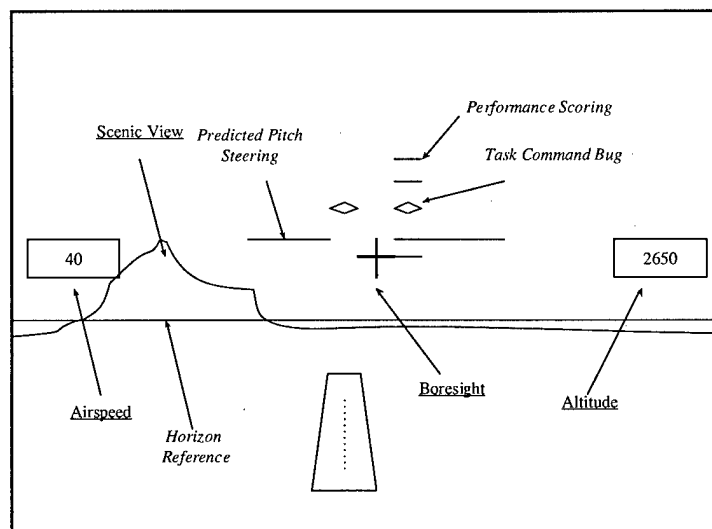 Performance Scoring
Scenic View
Predicted Pitch
Steering
Task Command Bug
40
2650
Boresight
Airspeed
Altitude
Horizon
Reference